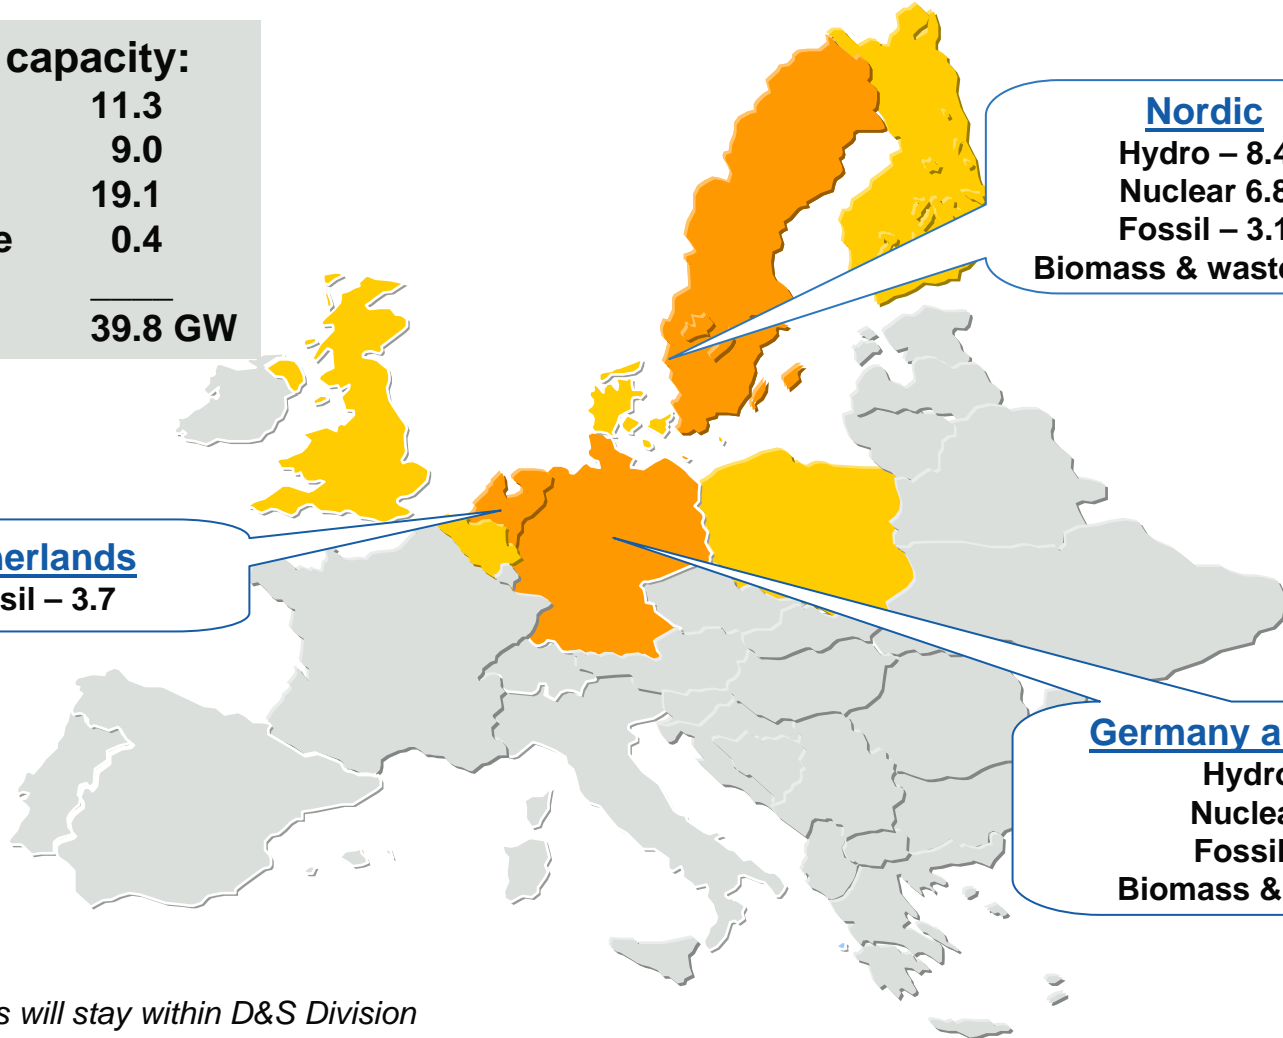 capacity:
11.3
9.0
19.1
e 0.4
39.8 GW
Nordic
Hydro – 8.4
Nuclear 6.8
Fossil – 3.1
Biomass & waste
erlands
sil – 3.7
Germany a
Hydro
Nuclea
Fossil
Biomass &
s will stay within D&S Division